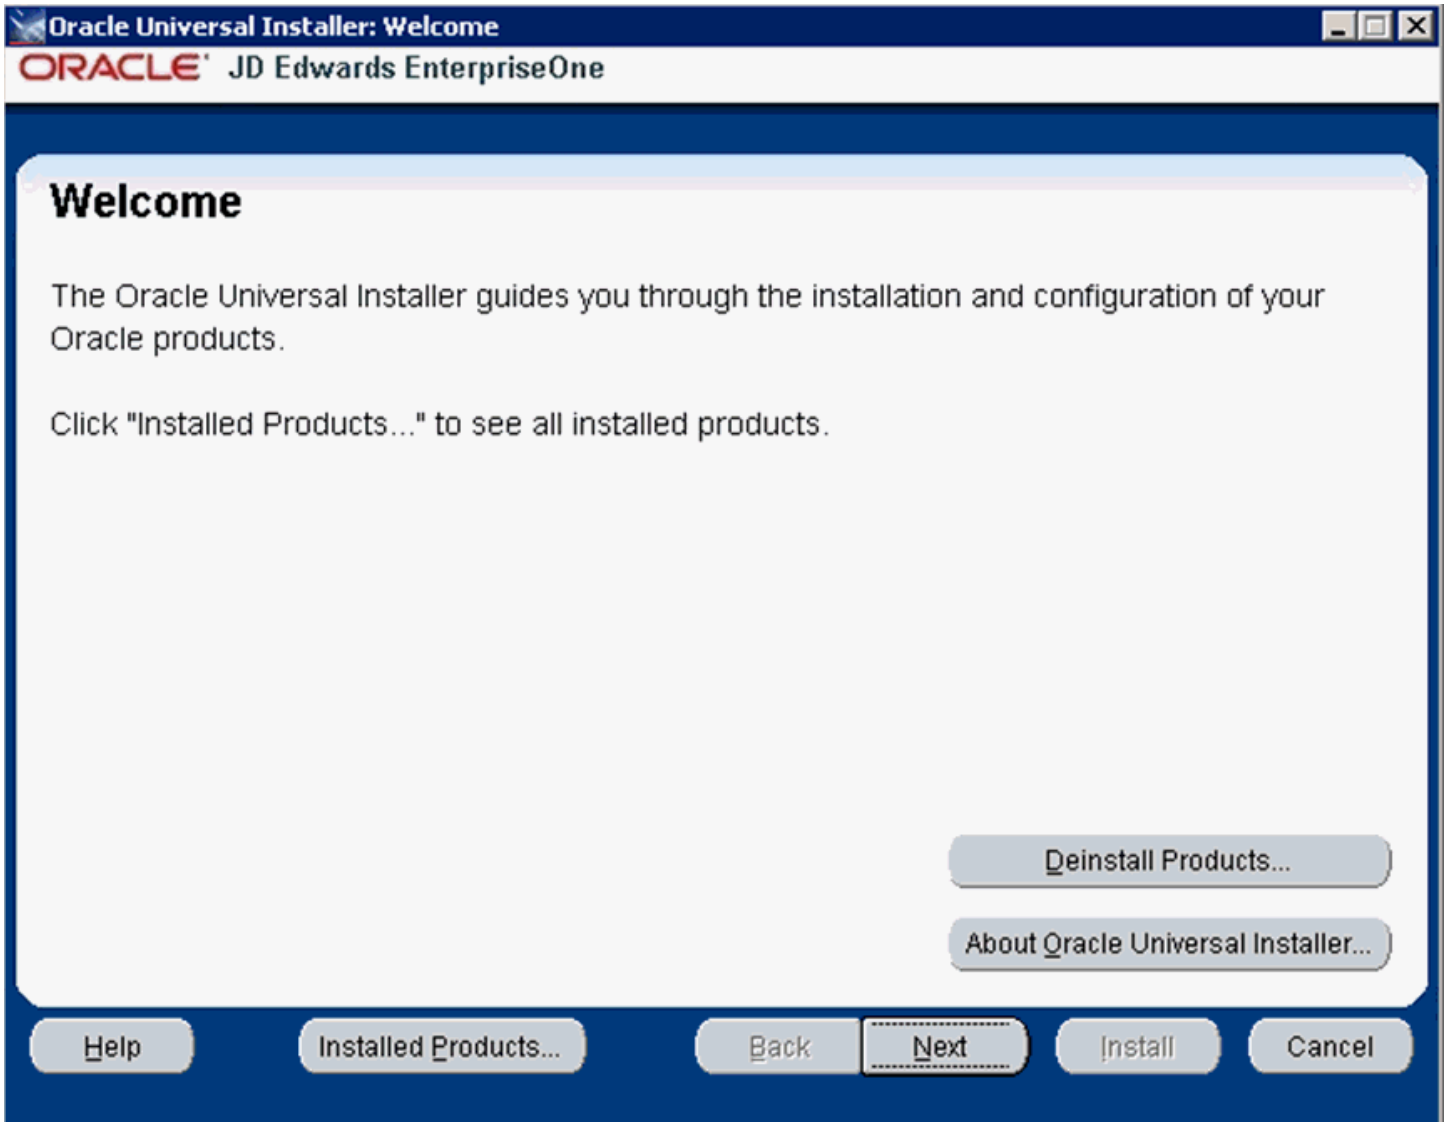 Oracle Universal Installer: Welcome
ORACLE' JD Edwards EnterpriseOne
Welcome
The Oracle Universal Installer guides you through the installation and configuration of your
Oracle products.
Click "Installed Products..." to see all installed products.
Deinstall Products...
About Oracle Universal Installer...
Help Installed Products... Back Next Install Cancel